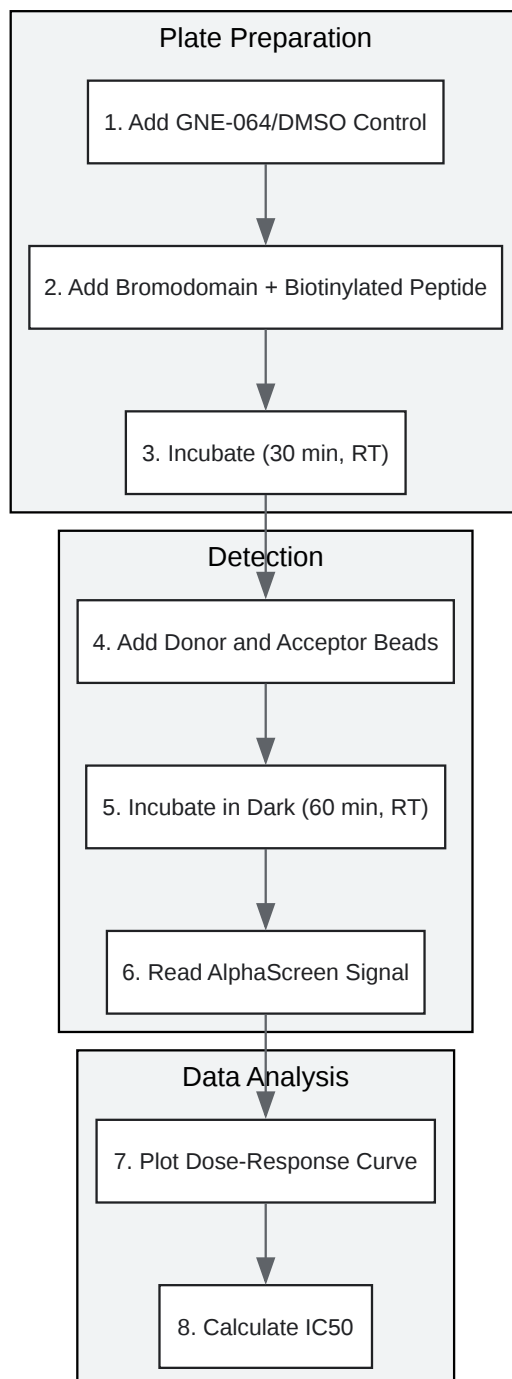 Plate Preparation
1. Add GNE-064/DMSO Control
2. Add Bromodomain + Biotinylated Peptide
3. Incubate (30 min, RT)
Detection
4. Add Donor and Acceptor Beads
5. Incubate in Dark (60 min, RT)
6. Read AlphaScreen Signal
Data Analysis
7. Plot Dose-Response Curve
8. Calculate IC50